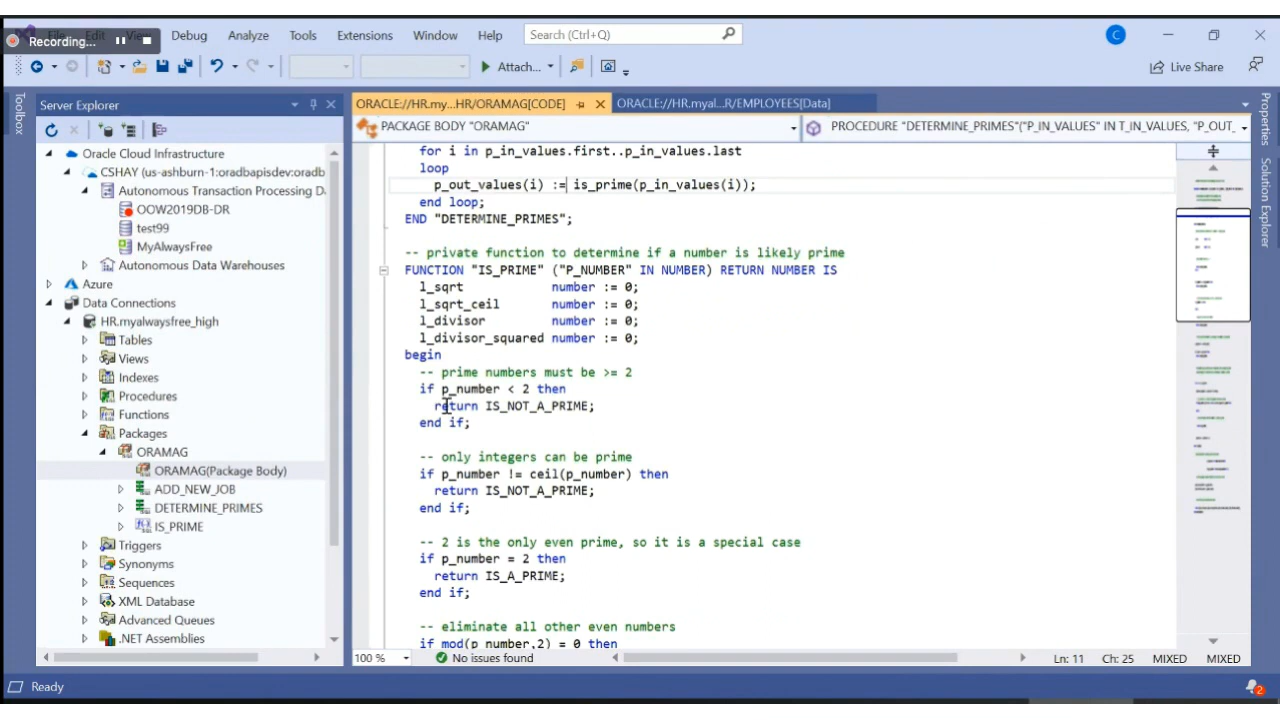 File Edit View Debug Analyze Tools Extensions Window Help Search (Ctrl+Q) C
Recording...
Attach... Live Share
Toolbox
Server Explorer
Oracle Cloud Infrastructure
CSHAY (us-ashburn-1:oradbapisdev:oradb
Autonomous Transaction Processing D
OOW2019DB-DR
test99
MyAlwaysFree
Autonomous Data Warehouses
Azure
Data Connections
HR.myalwaysfree_high
Tables
Views
Indexes
Procedures
Functions
Packages
ORAMAG
ORAMAG(Package Body)
ADD_NEW_JOB
DETERMINE_PRIMES
IS_PRIME
Triggers
Synonyms
Sequences
XML Database
Advanced Queues
.NET Assemblies
ORACLE://HR.my...HR/ORAMAG[CODE] ORACLE://HR.myal...R/EMPLOYEES[Data]
PACKAGE BODY "ORAMAG" PROCEDURE "DETERMINE_PRIMES"("P_IN_VALUES" IN T_IN_VALUES, "P_OUT_
for i in p_in_values.first..p_in_values.last
loop
p_out_values(i) := is_prime(p_in_values(i));
end loop;
END "DETERMINE_PRIMES";
-- private function to determine if a number is likely prime
FUNCTION "IS_PRIME" ("P_NUMBER" IN NUMBER) RETURN NUMBER IS
l_sqrt number := 0;
l_sqrt_ceil number := 0;
l_divisor number := 0;
l_divisor_squared number := 0;
begin
-- prime numbers must be >= 2
if p_number < 2 then
return IS_NOT_A_PRIME;
end if;
-- only integers can be prime
if p_number != ceil(p_number) then
return IS_NOT_A_PRIME;
end if;
-- 2 is the only even prime, so it is a special case
if p_number = 2 then
return IS_A_PRIME;
end if;
-- eliminate all other even numbers
if mod(p_number,2) = 0 then
100 % No issues found Ln: 11 Ch: 25 MIXED MIXED
Properties
Solution Explorer
Ready 2